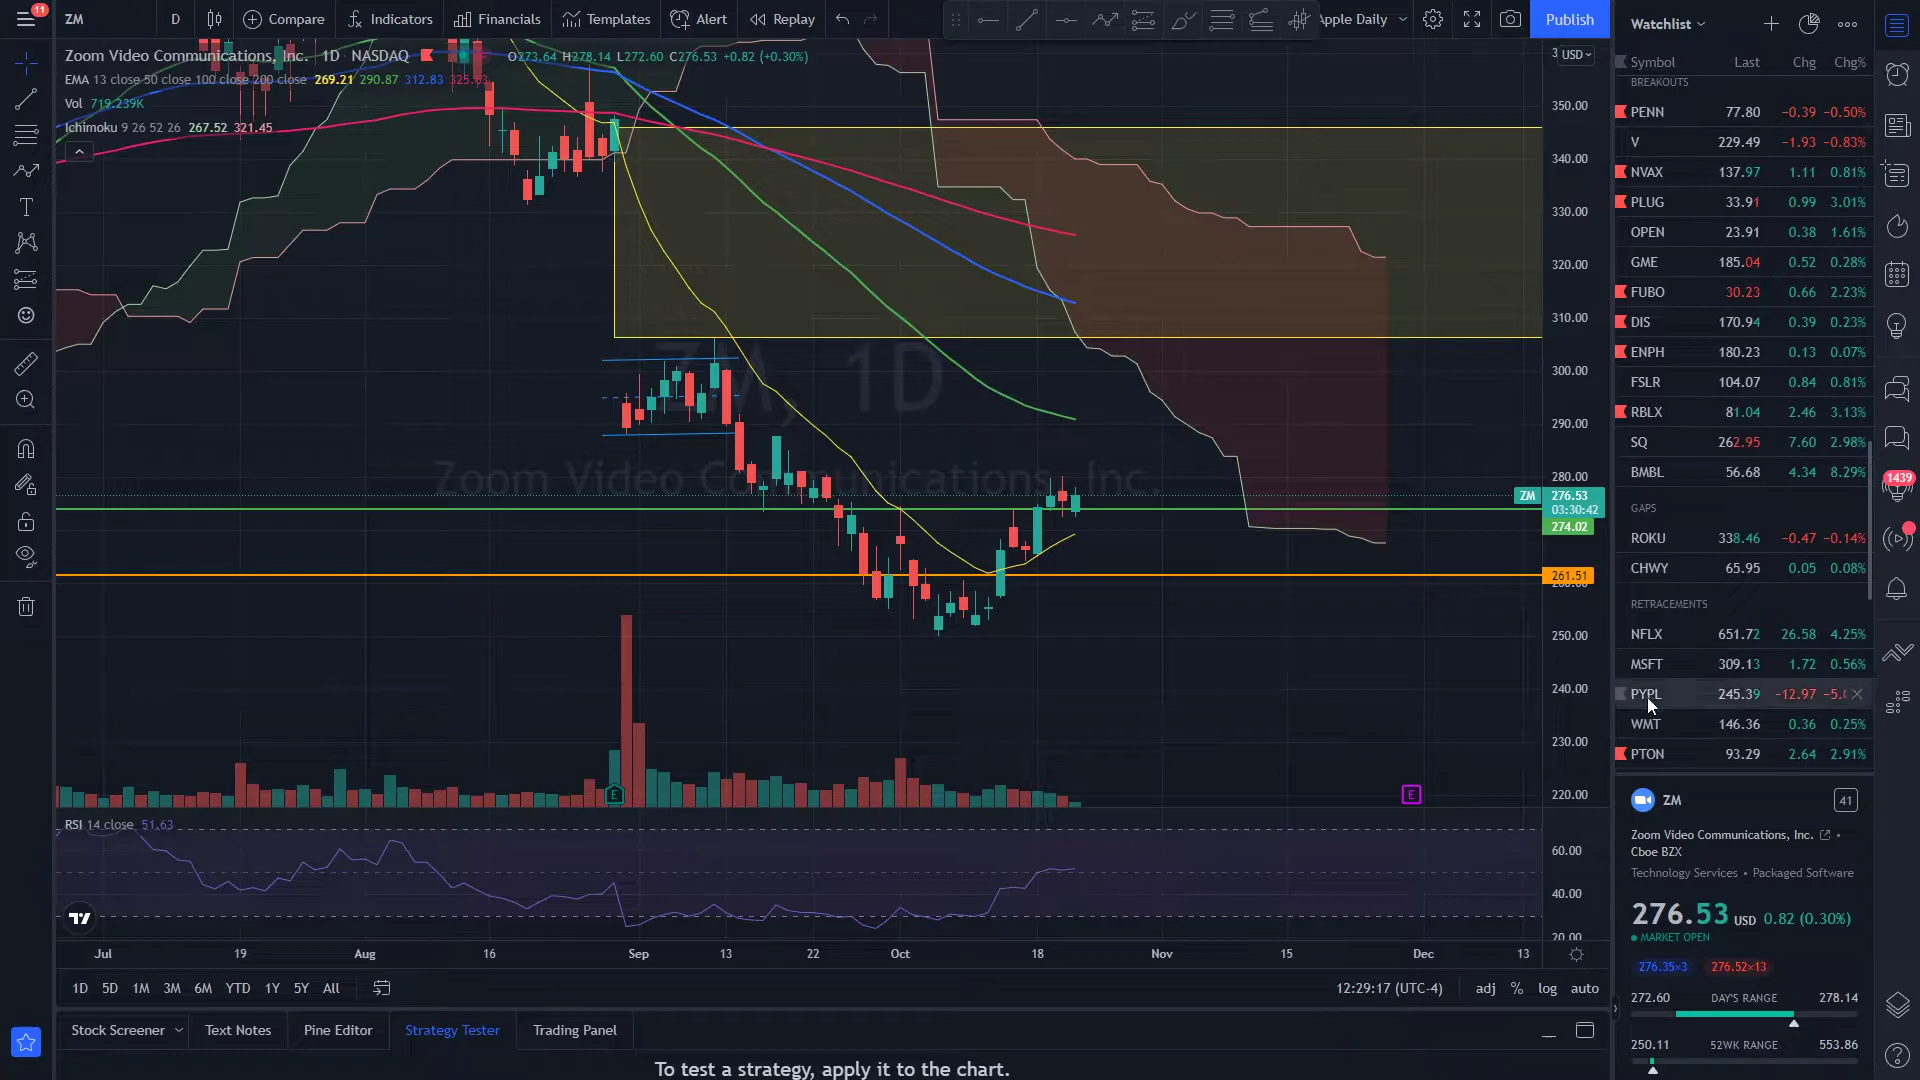 11
ZM
D
Compare
Indicators
Financials
Templates
Alert
Replay
Apple Daily
Publish
Watchlist
Zoom Video Communications, Inc. · 1D · NASDAQ
O273.64 H278.14 L272.60 C276.53 +0.82 (+0.30%)
EMA 13 close 50 close 100 close 200 close 269.21 290.87 312.83
Vol 719.239K
Ichimoku 9 26 52 26 267.52 321.45
USD
350.00
340.00
330.00
320.00
310.00
300.00
290.00
280.00
ZM 276.53
03:30:42
274.02
261.51
250.00
240.00
230.00
220.00
ZM, 1D
Zoom Video Communications, Inc.
E
E
RSI 14 close 51.63
60.00
40.00
20.00
Jul 19 Aug 16 Sep 13 22 Oct 18 Nov 15 Dec 13
1D 5D 1M 3M 6M YTD 1Y 5Y All
12:29:17 (UTC-4) adj % log auto
Stock Screener Text Notes Pine Editor Strategy Tester Trading Panel
To test a strategy, apply it to the chart.
Symbol Last Chg Chg%
BREAKOUTS
PENN 77.80 −0.39 −0.50%
V 229.49 −1.93 −0.83%
NVAX 137.97 1.11 0.81%
PLUG 33.91 0.99 3.01%
OPEN 23.91 0.38 1.61%
GME 185.04 0.52 0.28%
FUBO 30.23 0.66 2.23%
DIS 170.94 0.39 0.23%
ENPH 180.23 0.13 0.07%
FSLR 104.07 0.84 0.81%
RBLX 81.04 2.46 3.13%
SQ 262.95 7.60 2.98%
BMBL 56.68 4.34 8.29%
GAPS
ROKU 338.46 −0.47 −0.14%
CHWY 65.95 0.05 0.08%
RETRACEMENTS
NFLX 651.72 26.58 4.25%
MSFT 309.13 1.72 0.56%
PYPL 245.39 −12.97
WMT 146.36 0.36 0.25%
PTON 93.29 2.64 2.91%
ZM
41
Zoom Video Communications, Inc. •
Cboe BZX
Technology Services • Packaged Software
276.53 USD 0.82 (0.30%)
MARKET OPEN
276.35×3 276.52×13
272.60 DAY'S RANGE 278.14
250.11 52WK RANGE 553.86
1439